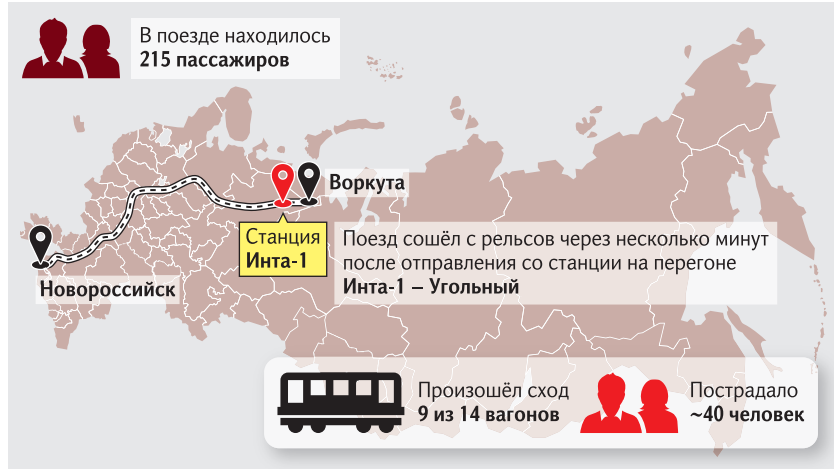 В поезде находилось
215 пассажиров
Воркута
Станция
Инта-1
Поезд сошёл с рельсов через несколько минут
после отправления со станции на перегоне
Инта-1 – Угольный
Новороссийск
Произошёл сход
9 из 14 вагонов
Пострадало
~40 человек